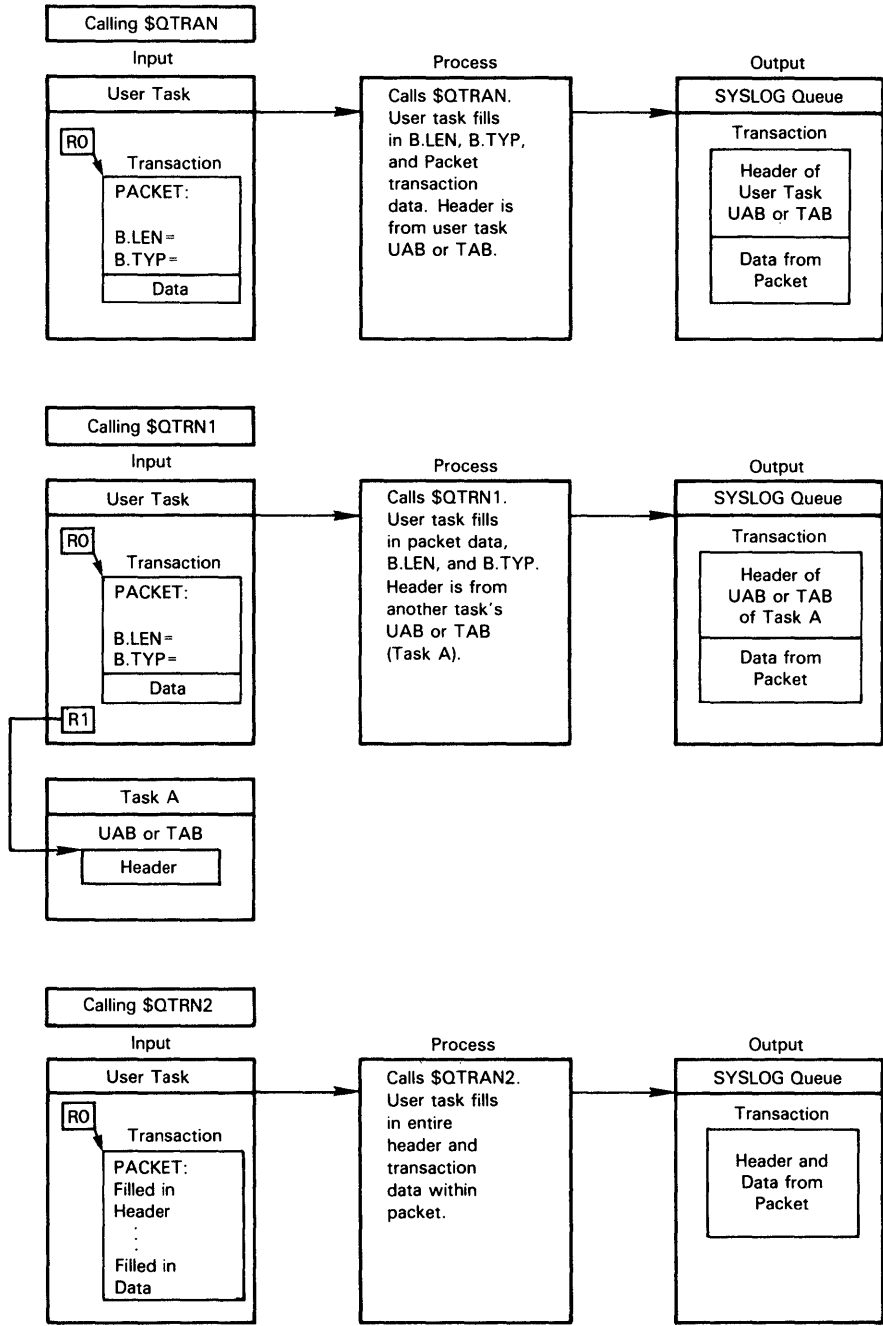 Calling $QTRAN
Input
Process
Output
User Task
R0
Transaction
PACKET:
B.LEN=
B.TYP=
Data
Calls $QTRAN.
User task fills
in B.LEN, B.TYP,
and Packet
transaction
data. Header is
from user task
UAB or TAB.
SYSLOG Queue
Transaction
Header of
User Task
UAB or TAB
Data from
Packet
Calling $QTRN1
Input
Process
Output
User Task
R0
Transaction
PACKET:
B.LEN=
B.TYP=
Data
R1
Calls $QTRN1.
User task fills
in packet data,
B.LEN, and B.TYP.
Header is from
another task's
UAB or TAB
(Task A).
SYSLOG Queue
Transaction
Header of
UAB or TAB
of Task A
Data from
Packet
Task A
UAB or TAB
Header
Calling $QTRN2
Input
Process
Output
User Task
R0
Transaction
PACKET:
Filled in
Header
Filled in
Data
Calls $QTRAN2.
User task fills
in entire
header and
transaction
data within
packet.
SYSLOG Queue
Transaction
Header and
Data from
Packet